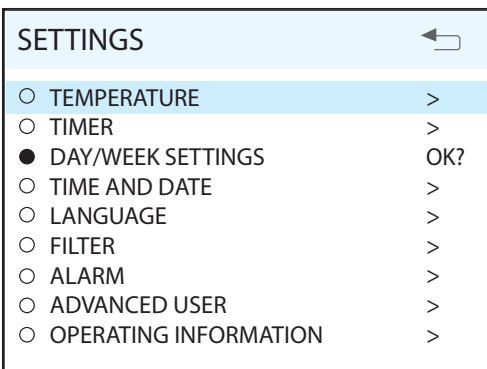 SETTINGS
TEMPERATURE >
TIMER >
DAY/WEEK SETTINGS OK?
TIME AND DATE >
LANGUAGE >
FILTER >
ALARM >
ADVANCED USER >
OPERATING INFORMATION >